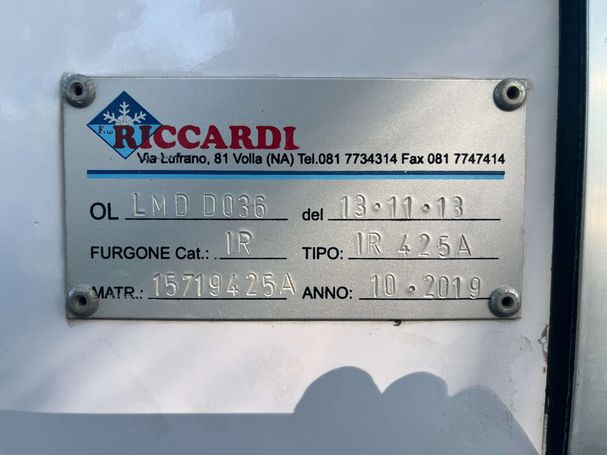 F.lli RICCARDI
Via Lufrano, 81 Volla (NA) Tel.081 7734314 Fax 081 7747414
OL LMD D036 del 13·11·13
FURGONE Cat.: IR TIPO: IR 425A
MATR.: 15719425A ANNO: 10·2019